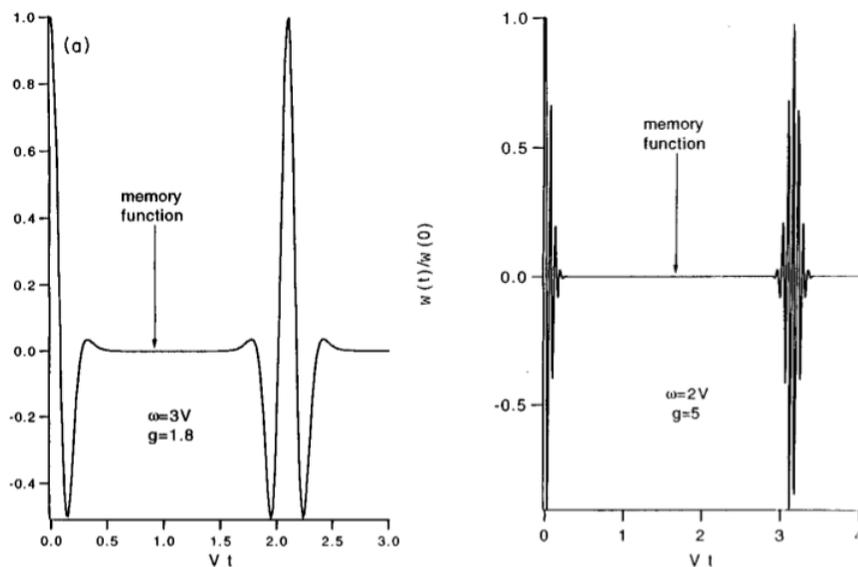 (a)
1.0
0.8
0.6
0.4
0.2
0.0
-0.2
-0.4
memory
function
ω=3V
g=1.8
0.0 0.5 1.0 1.5 2.0 2.5 3.0
V t
W(t)/W(0)
1.0
0.5
0.0
-0.5
memory
function
ω=2V
g=5
0 1 2 3 4
V t